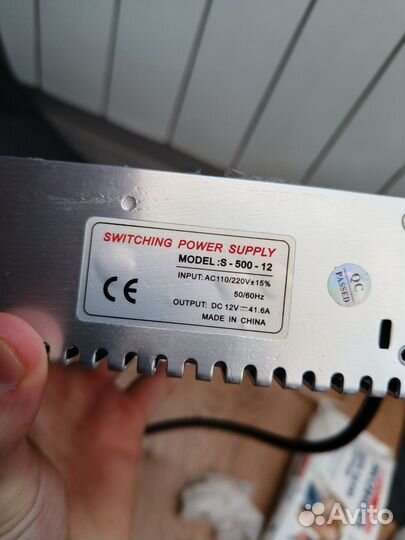 SWITCHING POWER SUPPLY
MODEL :S - 500 - 12
INPUT: AC110/220V±15%
50/60Hz
OUTPUT: DC 12V⎓41.6A
MADE IN CHINA
CE
QC
PASSED
Avito